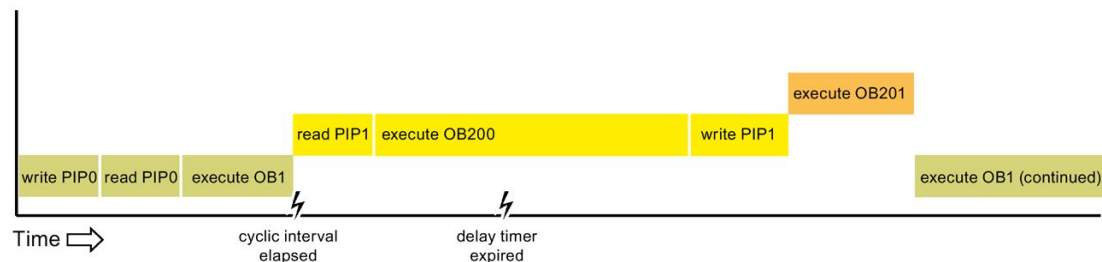 execute OB201
read PIP1
execute OB200
write PIP1
write PIP0
read PIP0
execute OB1
execute OB1 (continued)
Time
cyclic interval
elapsed
delay timer
expired